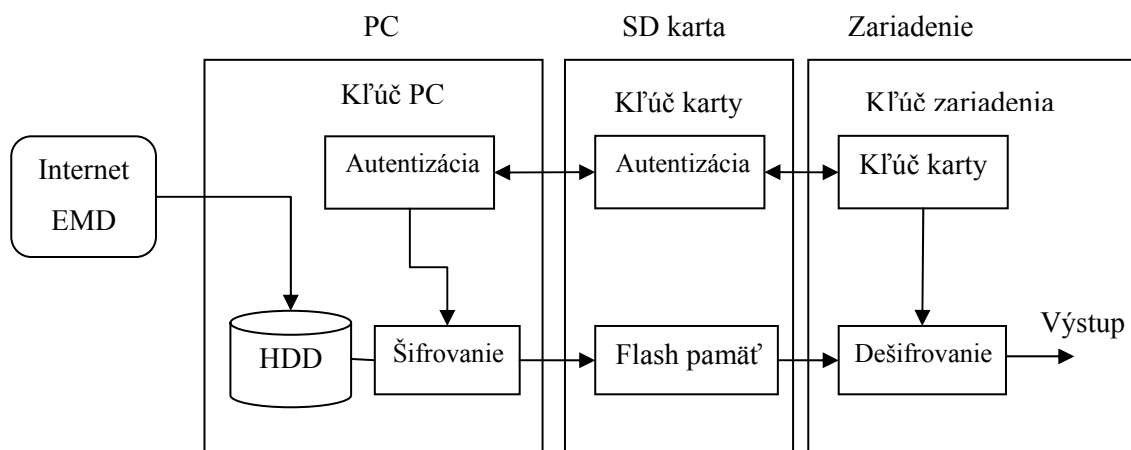 PC
SD karta
Zariadenie
Kľúč PC
Kľúč karty
Kľúč zariadenia
Internet
EMD
Autentizácia
Autentizácia
Kľúč karty
HDD
Šifrovanie
Flash pamäť
Dešifrovanie
Výstup